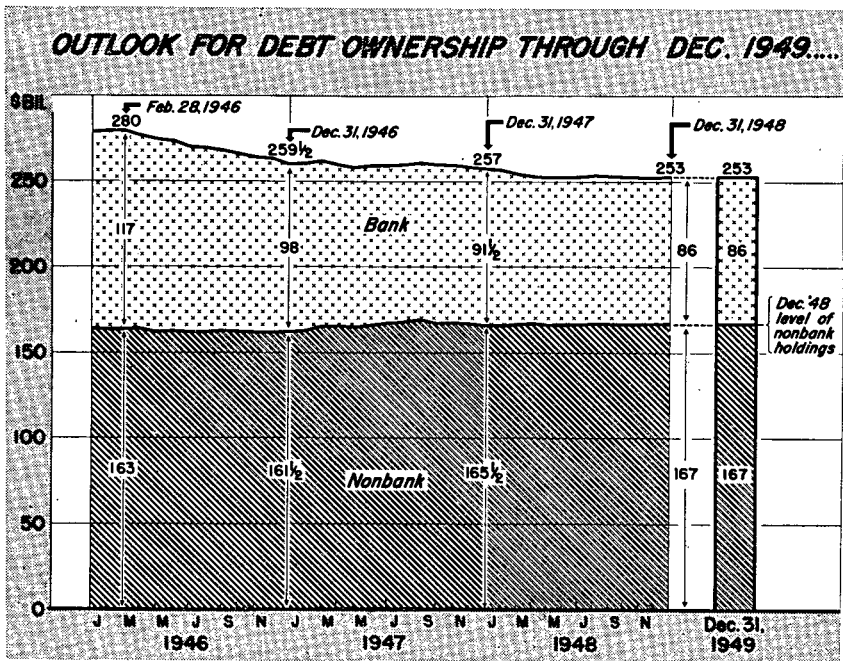 OUTLOOK FOR DEBT OWNERSHIP THROUGH DEC. 1949.....
$BIL.
Feb. 28, 1946
280
Dec. 31, 1946
259½
Dec. 31, 1947
257
Dec. 31, 1948
253
253
250
Bank
117
98
91½
86
86
200
Dec. '48
level of
nonbank
holdings
150
100
163
161½
Nonbank
165½
167
167
50
0
J M M J S N J M M J S N J M M J S N
Dec. 31,
1946
1947
1948
1949